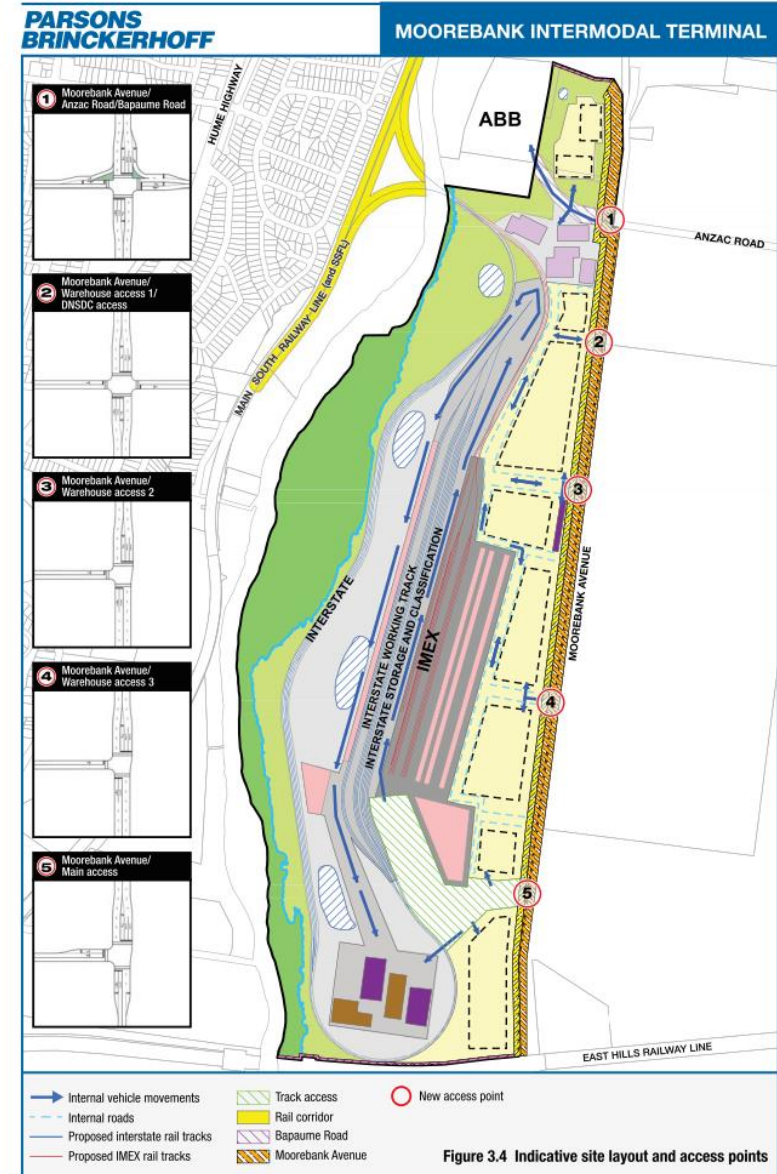 PARSONS
BRINCKERHOFF
MOOREBANK INTERMODAL TERMINAL
1 Moorebank Avenue/
Anzac Road/Bapaume Road
2 Moorebank Avenue/
Warehouse access 1/
DNSDC access
3 Moorebank Avenue/
Warehouse access 2
4 Moorebank Avenue/
Warehouse access 3
5 Moorebank Avenue/
Main access
HUME HIGHWAY
ABB
MAIN SOUTH RAILWAY LINE (and SSFL)
1
ANZAC ROAD
2
3
MOOREBANK AVENUE
INTERSTATE
INTERSTATE WORKING TRACK
INTERSTATE STORAGE AND CLASSIFICATION
IMEX
4
5
EAST HILLS RAILWAY LINE
Internal vehicle movements
Internal roads
Proposed interstate rail tracks
Proposed IMEX rail tracks
Track access
Rail corridor
Bapaume Road
Moorebank Avenue
New access point
Figure 3.4 Indicative site layout and access points